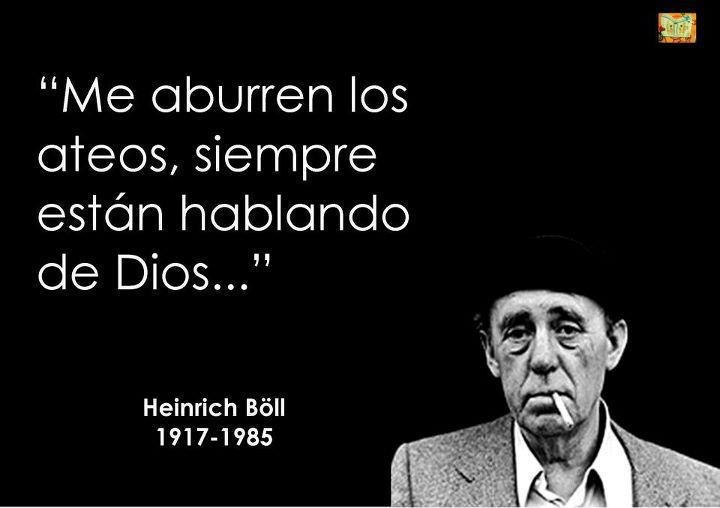 “Me aburren los
ateos, siempre
están hablando
de Dios...”
Heinrich Böll
1917-1985